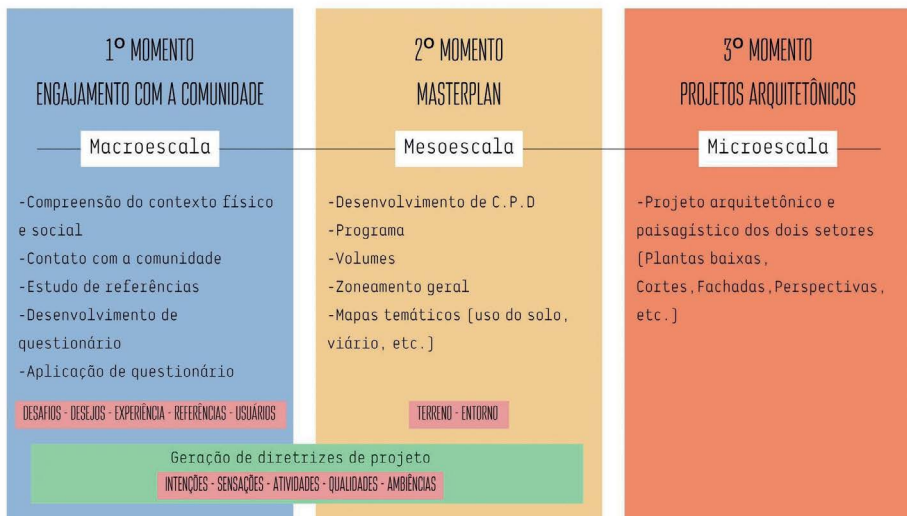 1º MOMENTO
ENGAJAMENTO COM A COMUNIDADE
Macroescala
-Compreensão do contexto físico
e social
-Contato com a comunidade
-Estudo de referências
-Desenvolvimento de
questionário
-Aplicação de questionário
DESAFIOS - DESEJOS - EXPERIÊNCIA - REFERÊNCIAS - USUÁRIOS
2º MOMENTO
MASTERPLAN
Mesoescala
-Desenvolvimento de C.P.D
-Programa
-Volumes
-Zoneamento geral
-Mapas temáticos (uso do solo,
viário, etc.)
TERRENO - ENTORNO
Geração de diretrizes de projeto
INTENÇÕES - SENSAÇÕES - ATIVIDADES - QUALIDADES - AMBIÊNCIAS
3º MOMENTO
PROJETOS ARQUITETÔNICOS
Microescala
-Projeto arquitetônico e
paisagístico dos dois setores
(Plantas baixas,
Cortes,Fachadas,Perspectivas,
etc.)